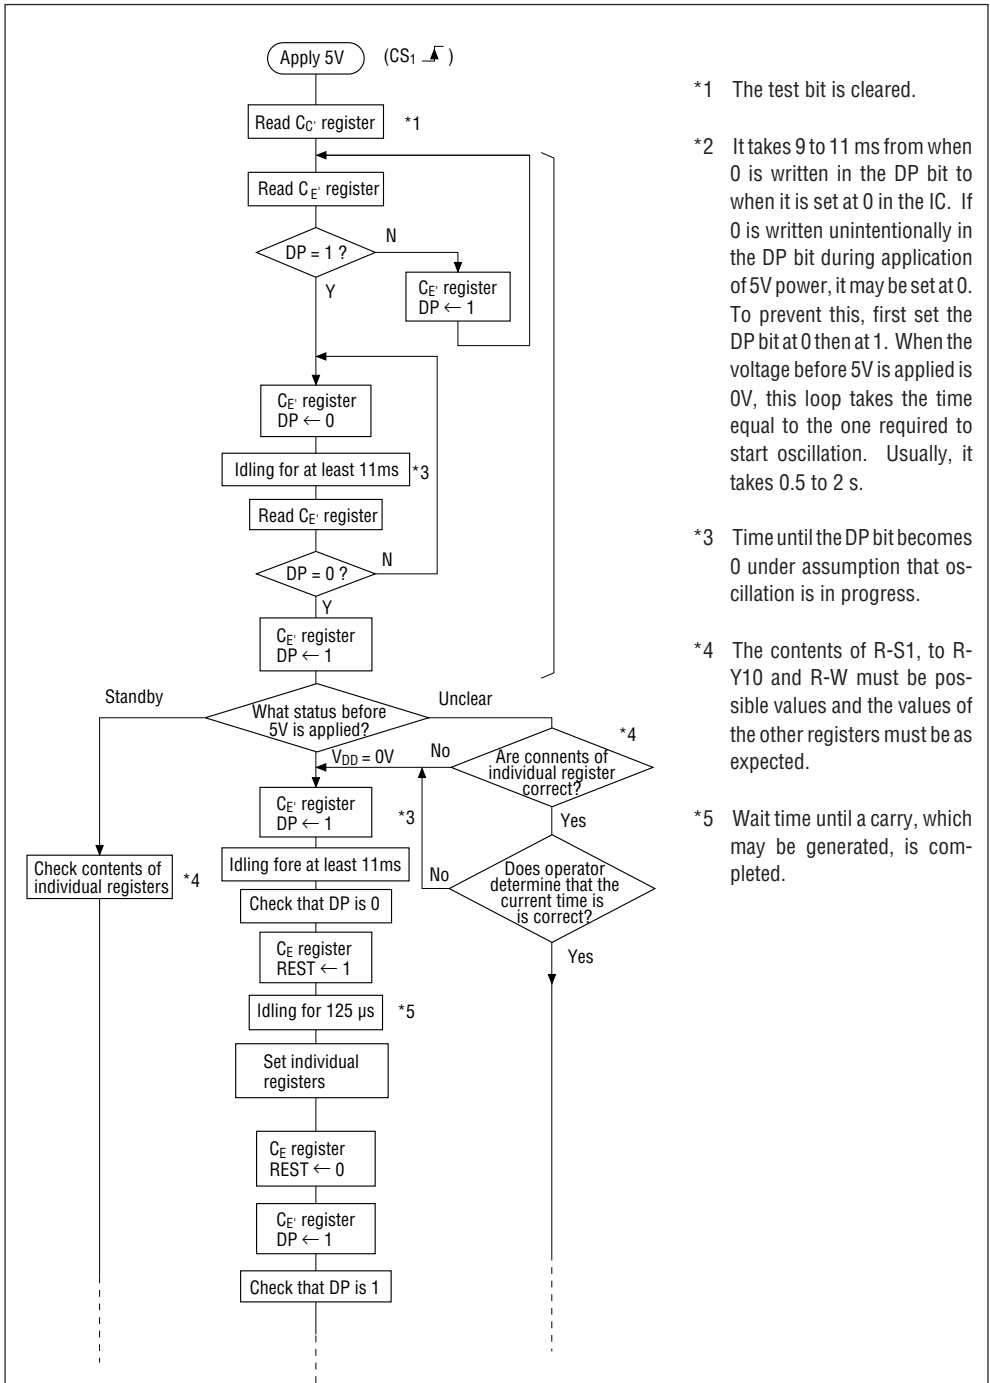 Apply 5V
(CS1 )
Read CC' register
*1
Read CE' register
DP = 1 ?
N
Y
CE' register
DP ← 1
CE' register
DP ← 0
Idling for at least 11ms
*3
Read CE' register
DP = 0 ?
N
Y
CE' register
DP ← 1
Standby
What status before
5V is applied?
Unclear
VDD = 0V
No
Are connents of
individual register
correct?
*4
Yes
CE' register
DP ← 1
*3
Check contents of
individual registers
*4
Idling fore at least 11ms
No
Does operator
determine that the
current time is
is correct?
Yes
Check that DP is 0
CE register
REST ← 1
Idling for 125 µs
*5
Set individual
registers
CE register
REST ← 0
CE' register
DP ← 1
Check that DP is 1
*1 The test bit is cleared.
*2 It takes 9 to 11 ms from when
0 is written in the DP bit to
when it is set at 0 in the IC. If
0 is written unintentionally in
the DP bit during application
of 5V power, it may be set at 0.
To prevent this, first set the
DP bit at 0 then at 1. When the
voltage before 5V is applied is
0V, this loop takes the time
equal to the one required to
start oscillation. Usually, it
takes 0.5 to 2 s.
*3 Time until the DP bit becomes
0 under assumption that os-
cillation is in progress.
*4 The contents of R-S1, to R-
Y10 and R-W must be pos-
sible values and the values of
the other registers must be as
expected.
*5 Wait time until a carry, which
may be generated, is com-
pleted.